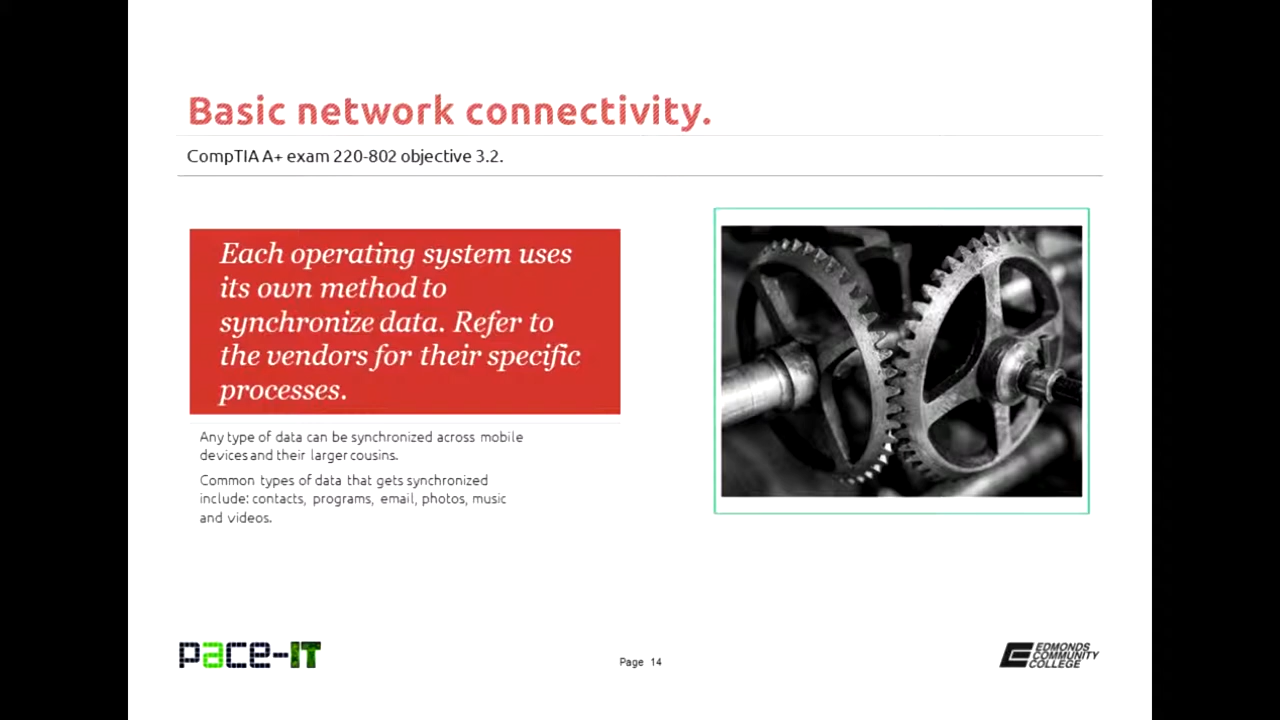 Basic network connectivity.
CompTIA A+ exam 220-802 objective 3.2.
Each operating system uses
its own method to
synchronize data. Refer to
the vendors for their specific
processes.
Any type of data can be synchronized across mobile
devices and their larger cousins.
Common types of data that gets synchronized
include: contacts, programs, email, photos, music
and videos.
pace-IT
Page 14
EDMONDS
COMMUNITY
COLLEGE